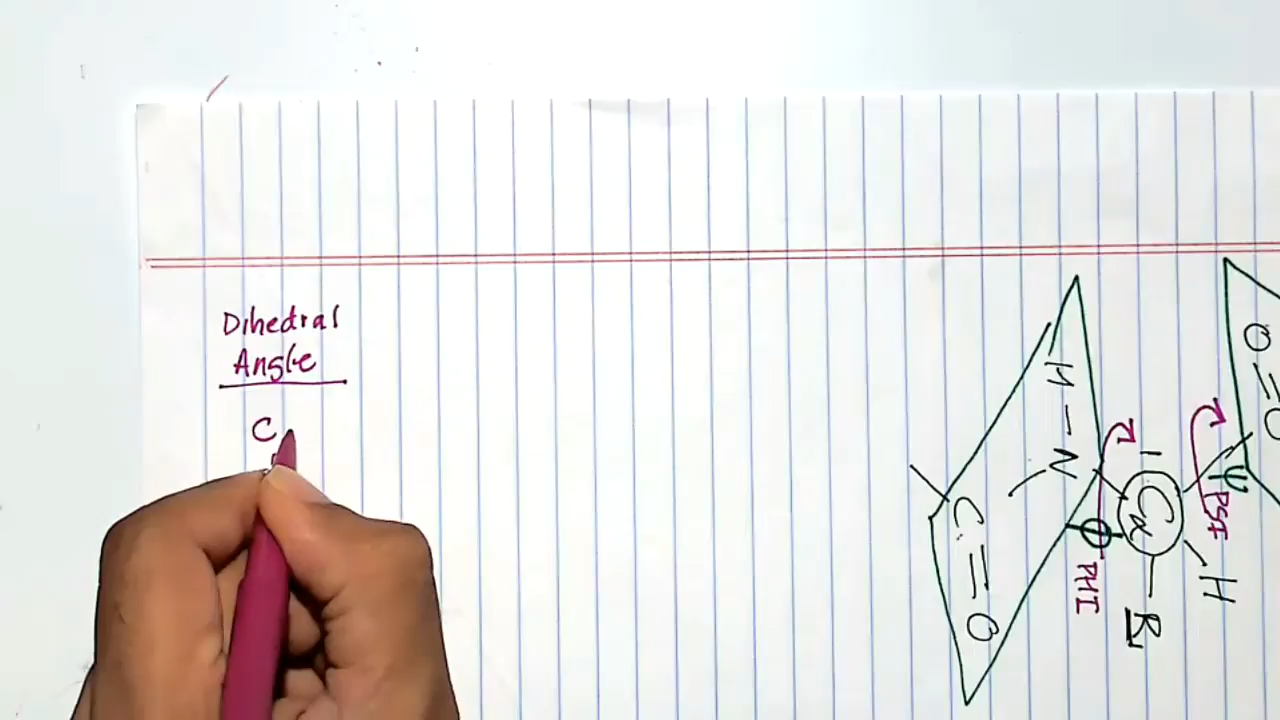 Dihedral
Angle
C
H – N
C = O
Cα
H
R
O = C
Φ PHI
Ψ PSI